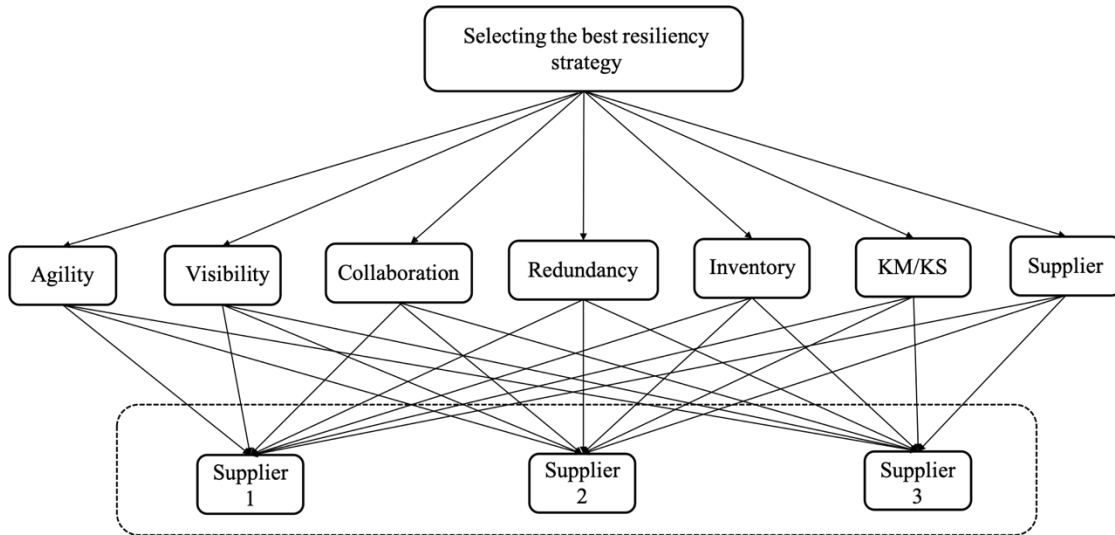 Selecting the best resiliency
strategy
Agility
Visibility
Collaboration
Redundancy
Inventory
KM/KS
Supplier
Supplier
1
Supplier
2
Supplier
3